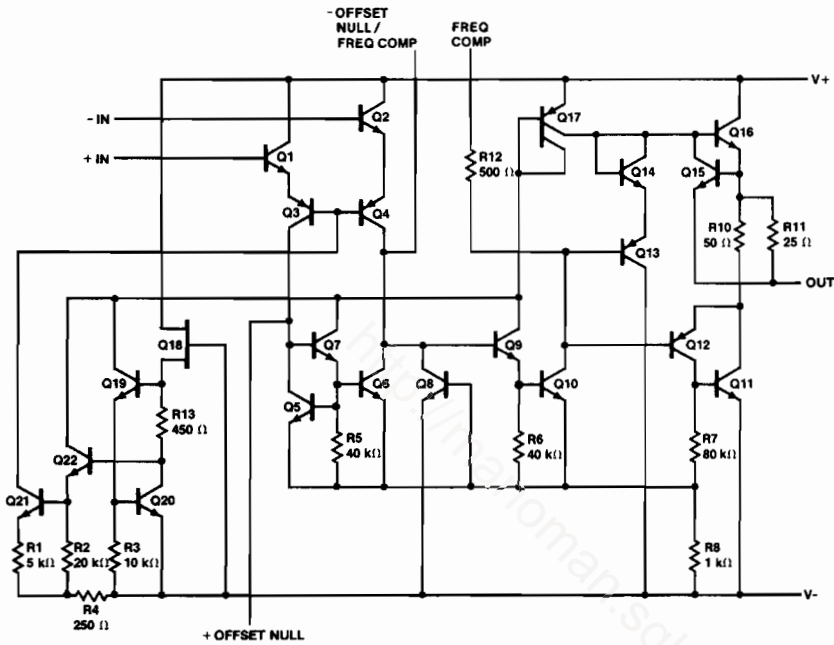 -OFFSET
NULL/
FREQ COMP
FREQ
COMP
V+
- IN
+ IN
Q2
Q17
Q16
Q1
R12
500 Ω
Q14
Q15
Q3
Q4
R10
50 Ω
R11
25 Ω
Q13
OUT
Q18
Q7
Q9
Q12
Q19
Q6
Q8
Q10
Q11
Q5
R13
450 Ω
R5
40 kΩ
R6
40 kΩ
R7
80 kΩ
Q22
Q21
Q20
R1
5 kΩ
R2
20 kΩ
R3
10 kΩ
R8
1 kΩ
R4
250 Ω
V-
+ OFFSET NULL